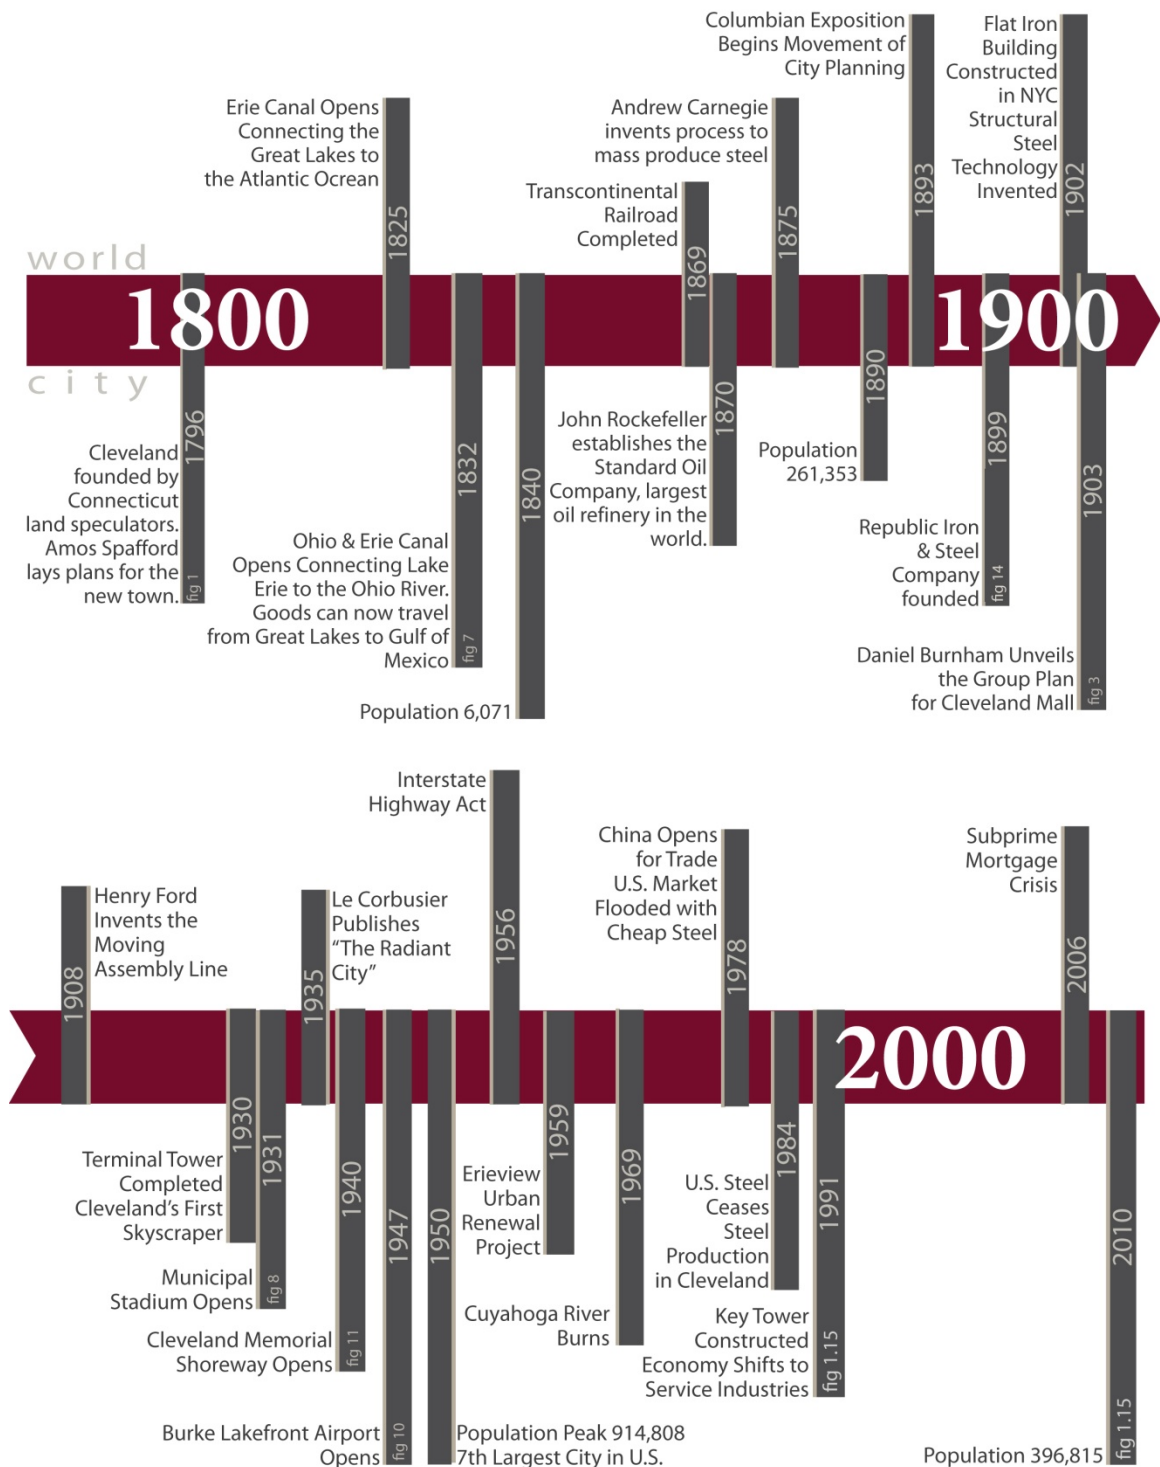 Columbian Exposition
Begins Movement of
City Planning
1893
Flat Iron
Building
Constructed
in NYC
Structural
Steel
Technology
Invented
1902
Erie Canal Opens
Connecting the
Great Lakes to
the Atlantic Ocrean
1825
Andrew Carnegie
invents process to
mass produce steel
1875
Transcontinental
Railroad
Completed
1869
world
1800
1900
city
1796
Cleveland
founded by
Connecticut
land speculators.
Amos Spafford
lays plans for the
new town.
fig 1
1832
Ohio & Erie Canal
Opens Connecting Lake
Erie to the Ohio River.
Goods can now travel
from Great Lakes to Gulf of
Mexico
fig 7
1840
Population 6,071
1870
John Rockefeller
establishes the
Standard Oil
Company, largest
oil refinery in the
world.
1890
Population
261,353
1899
Republic Iron
& Steel
Company
founded
fig 14
1903
Daniel Burnham Unveils
the Group Plan
for Cleveland Mall
fig 3
1908
Henry Ford
Invents the
Moving
Assembly Line
1935
Le Corbusier
Publishes
“The Radiant
City”
Interstate
Highway Act
1956
China Opens
for Trade
U.S. Market
Flooded with
Cheap Steel
1978
Subprime
Mortgage
Crisis
2006
2000
1930
Terminal Tower
Completed
Cleveland’s First
Skyscraper
1931
Municipal
Stadium Opens
fig 8
1940
Cleveland Memorial
Shoreway Opens
fig 11
1947
Burke Lakefront Airport
Opens
fig 10
1950
Population Peak 914,808
7th Largest City in U.S.
1959
Erieview
Urban
Renewal
Project
1969
Cuyahoga River
Burns
1984
U.S. Steel
Ceases
Steel
Production
in Cleveland
1991
Key Tower
Constructed
Economy Shifts to
Service Industries
fig 1.15
2010
Population 396,815
fig 1.15